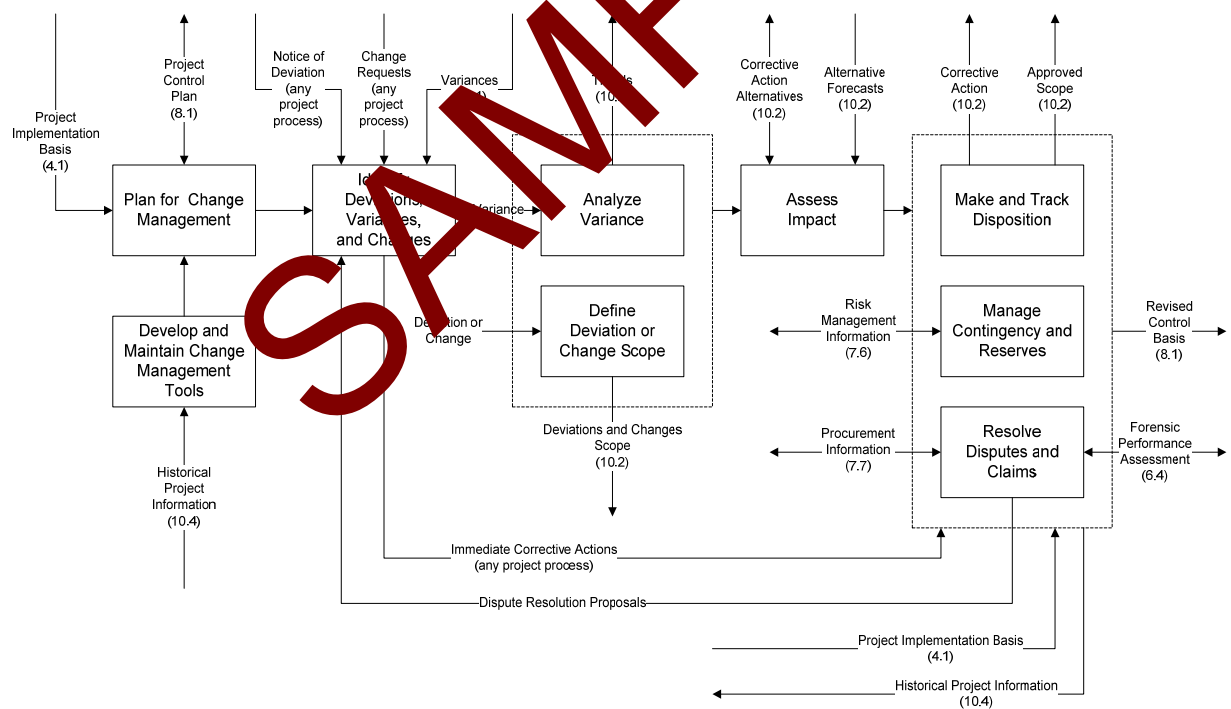 Project
Control
Plan
(8.1)
Notice of
Deviation (any
project
process)
Change
Requests (any
project
process)
Variances
Corrective
Action
Alternatives
(10.2)
Alternative
Forecasts
(10.2)
Corrective
Action
(10.2)
Approved
Scope
(10.2)
Project
Implementation
Basis
(4.1)
Plan for Change
Management
and Changes
Variance
Analyze
Variance
Assess
Impact
Make and Track
Disposition
Develop and
Maintain Change
Management
Tools
Deviation or
Change
Define
Deviation or
Change Scope
Risk
Management
Information
(7.6)
Manage
Contingency and
Reserves
Revised
Control
Basis
(8.1)
Deviations and Changes
Scope
(10.2)
Procurement
Information
(7.7)
Resolve
Disputes and
Claims
Forensic
Performance
Assessment
(6.4)
Historical
Project
Information
(10.4)
Immediate Corrective Actions
(any project process)
Dispute Resolution Proposals
Project Implementation Basis
(4.1)
Historical Project Information
(10.4)